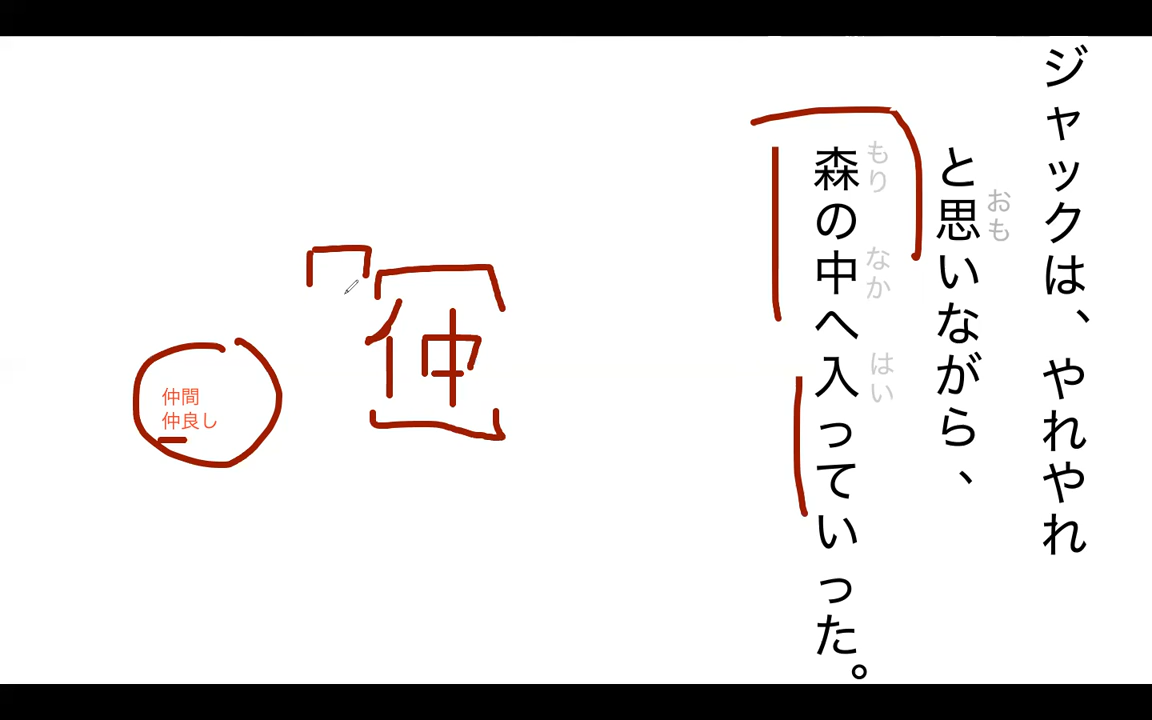 ジャックは、やれやれ
と思いながら、
おも
森の中へ入っていった。
もり
なか
はい
仲
仲間
仲良し